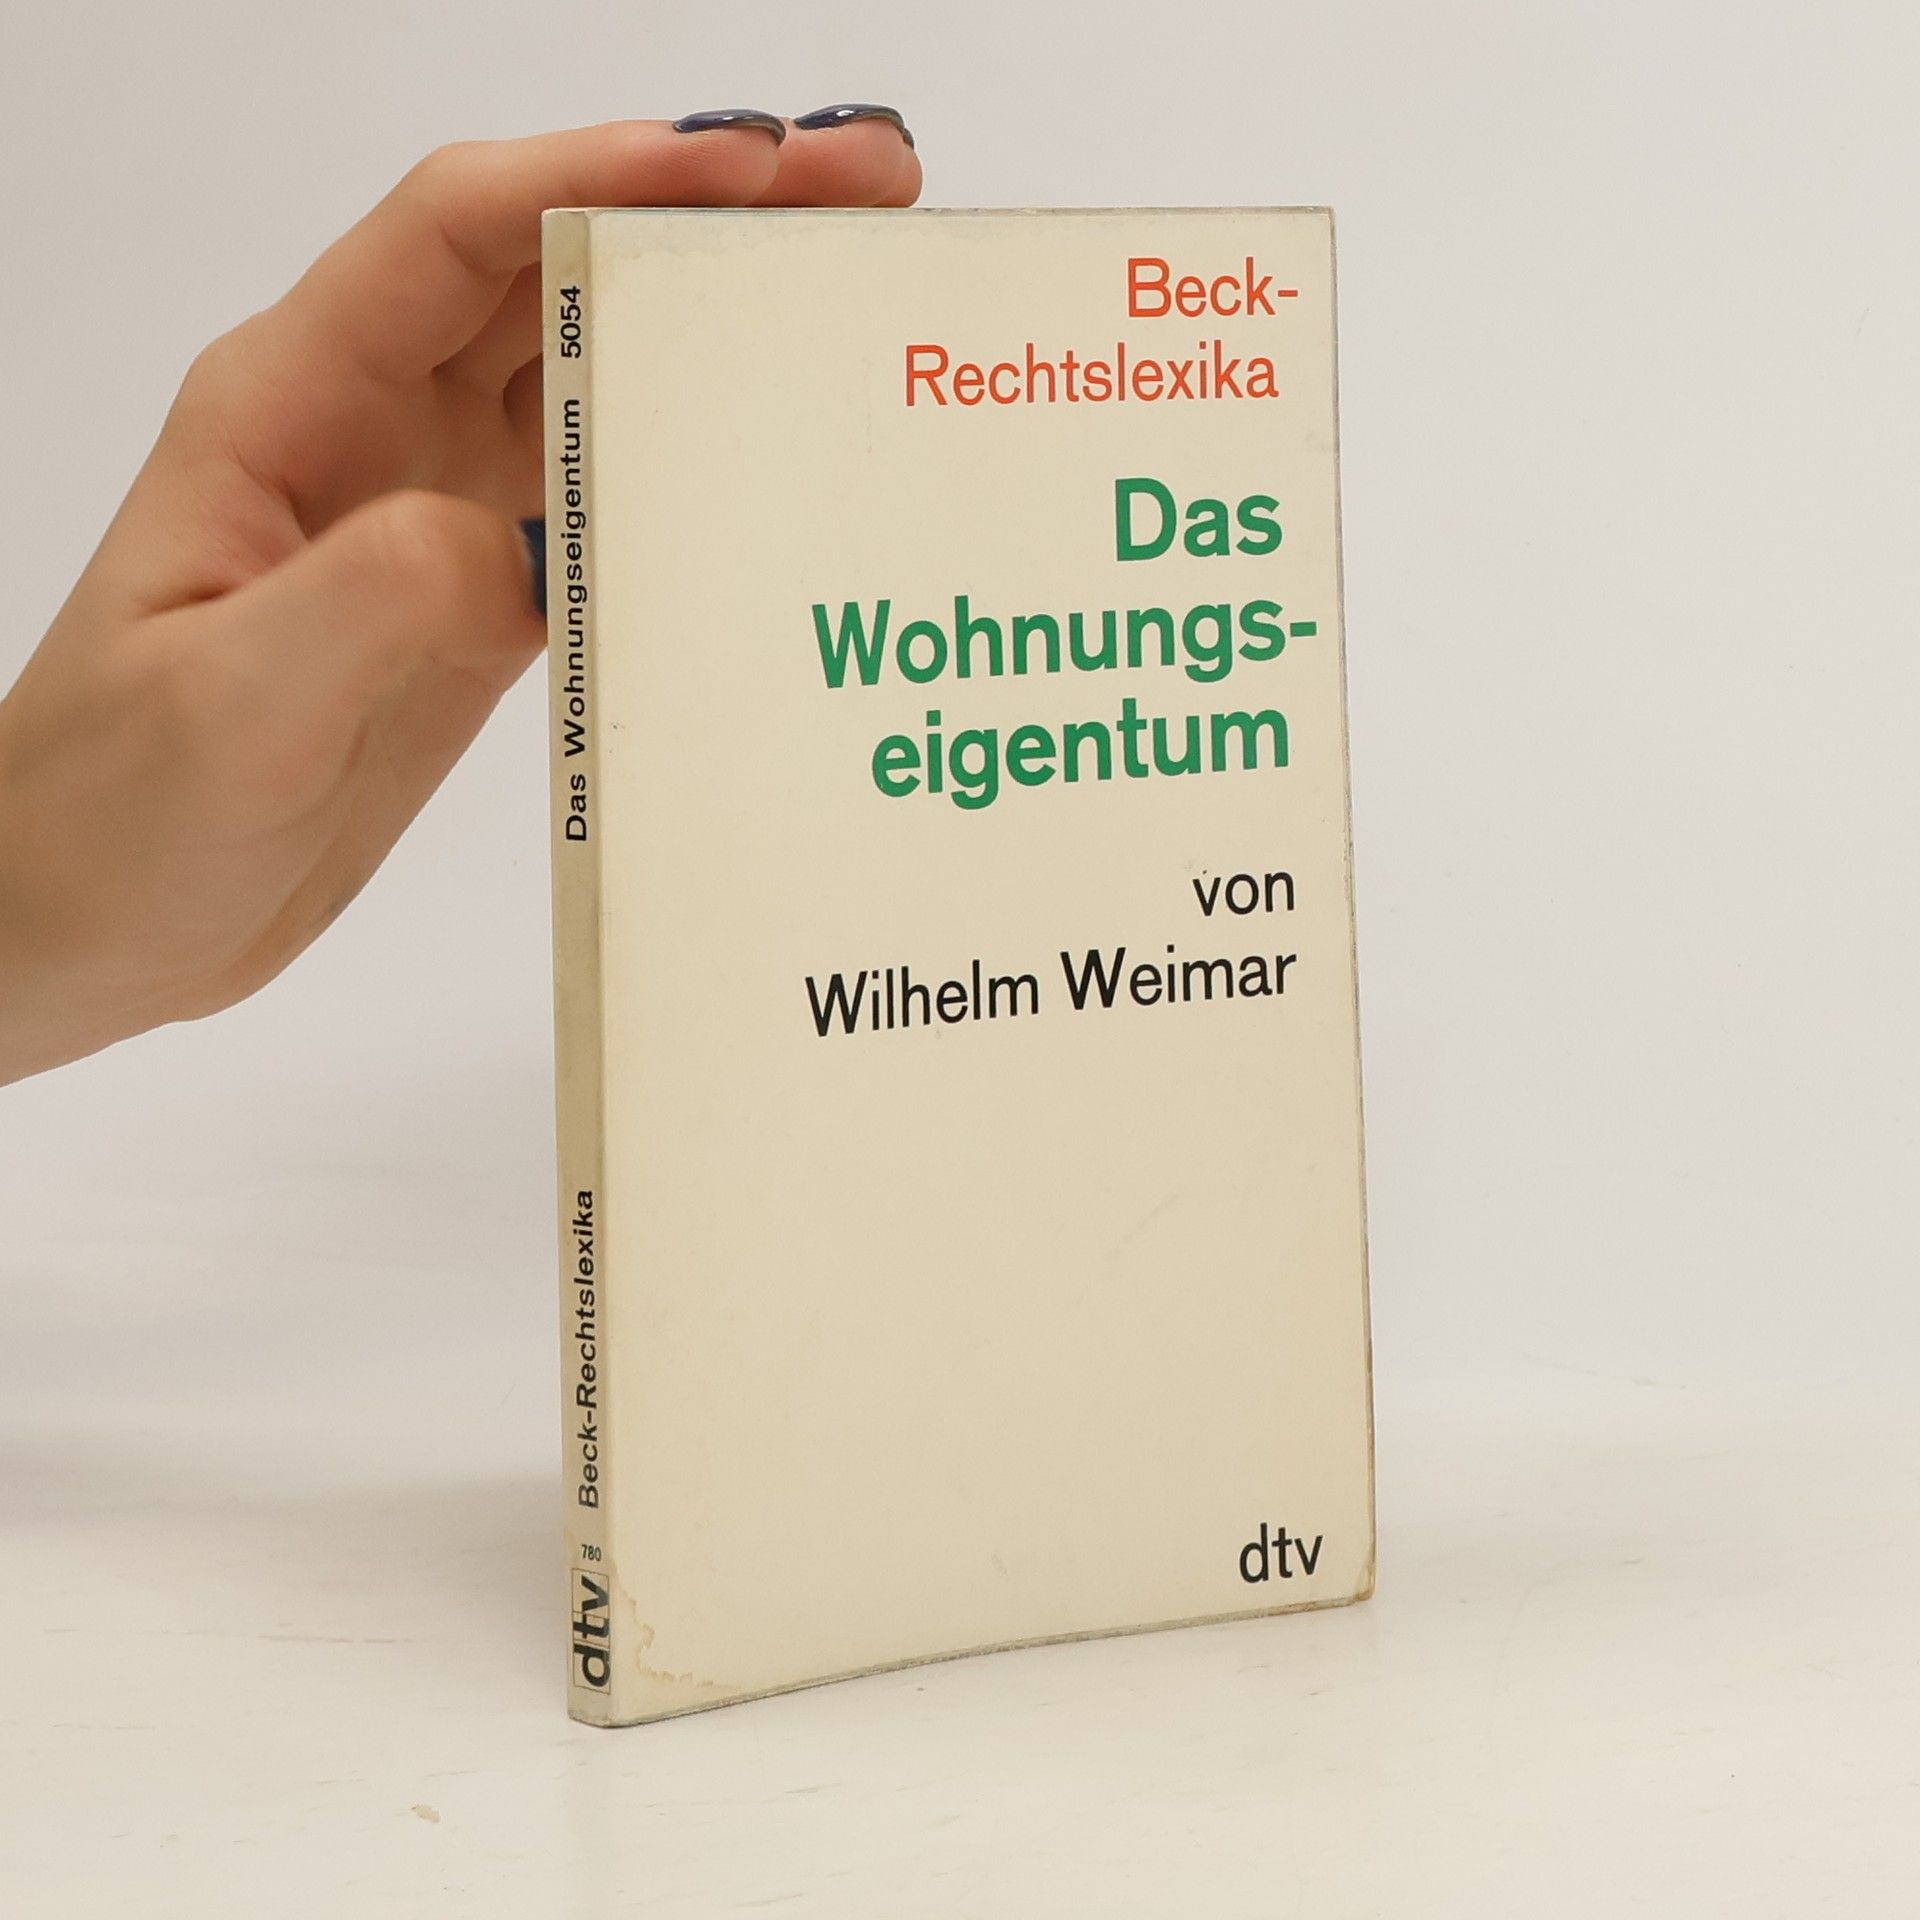 Beck-
Rechtslexika
Das
Wohnungs-
eigentum
von
Wilhelm Weimar
dtv
dtv 780 Beck-Rechtslexika Das Wohnungseigentum 5054